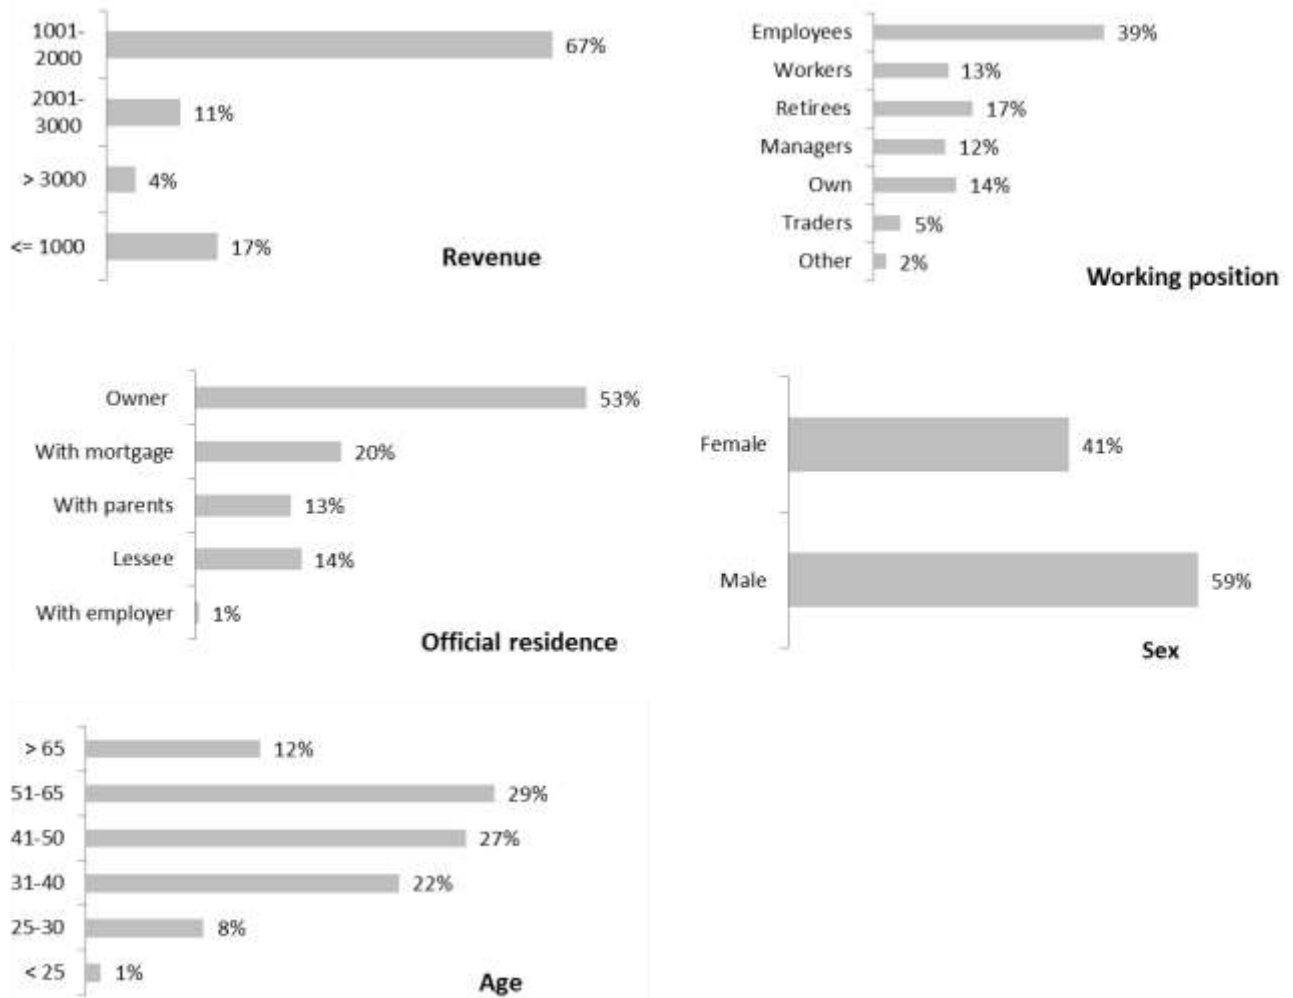 1001-
2000
67%
2001-
3000
11%
> 3000
4%
<= 1000
17%
Revenue
Employees
39%
Workers
13%
Retirees
17%
Managers
12%
Own
14%
Traders
5%
Other
2%
Working position
Owner
53%
With mortgage
20%
With parents
13%
Lessee
14%
With employer
1%
Official residence
Female
41%
Male
59%
Sex
> 65
12%
51-65
29%
41-50
27%
31-40
22%
25-30
8%
< 25
1%
Age